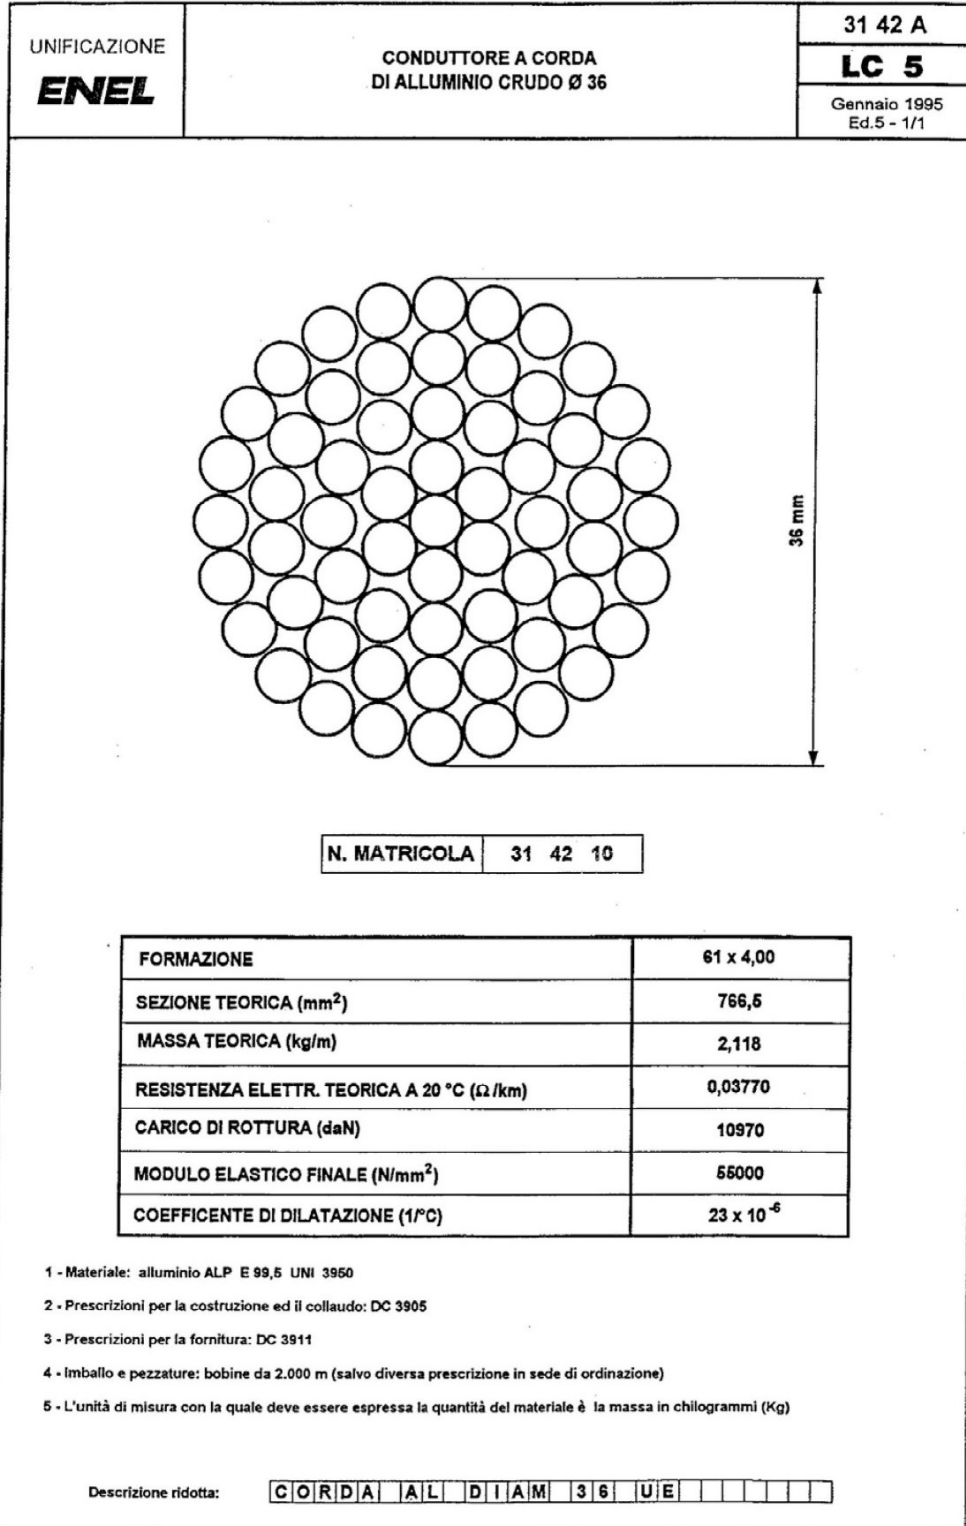 UNIFICAZIONE
ENEL
CONDUTTORE A CORDA
DI ALLUMINIO CRUDO Ø 36
31 42 A
LC 5
Gennaio 1995
Ed.5 - 1/1
36 mm
N. MATRICOLA 31 42 10
FORMAZIONE 61 x 4,00
SEZIONE TEORICA (mm²) 766,5
MASSA TEORICA (kg/m) 2,118
RESISTENZA ELETTR. TEORICA A 20 °C (Ω/km) 0,03770
CARICO DI ROTTURA (daN) 10970
MODULO ELASTICO FINALE (N/mm²) 55000
COEFFICENTE DI DILATAZIONE (1/°C) 23 x 10⁻⁶
1 - Materiale: alluminio ALP E 99,5 UNI 3950
2 - Prescrizioni per la costruzione ed il collaudo: DC 3905
3 - Prescrizioni per la fornitura: DC 3911
4 - Imballo e pezzature: bobine da 2.000 m (salvo diversa prescrizione in sede di ordinazione)
5 - L'unità di misura con la quale deve essere espressa la quantità del materiale è la massa in chilogrammi (Kg)
Descrizione ridotta: CORDA AL DIAM 36 UE